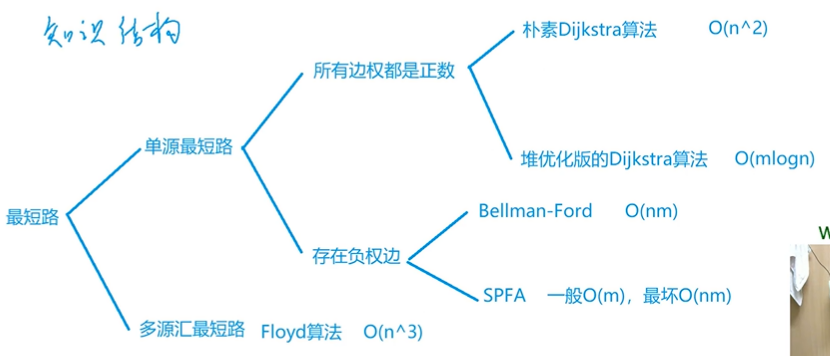 知识结构
朴素Dijkstra算法 O(n^2)
所有边权都是正数
单源最短路
堆优化版的Dijkstra算法 O(mlogn)
最短路
Bellman-Ford O(nm)
存在负权边
SPFA 一般O(m)，最坏O(nm)
多源汇最短路 Floyd算法 O(n^3)